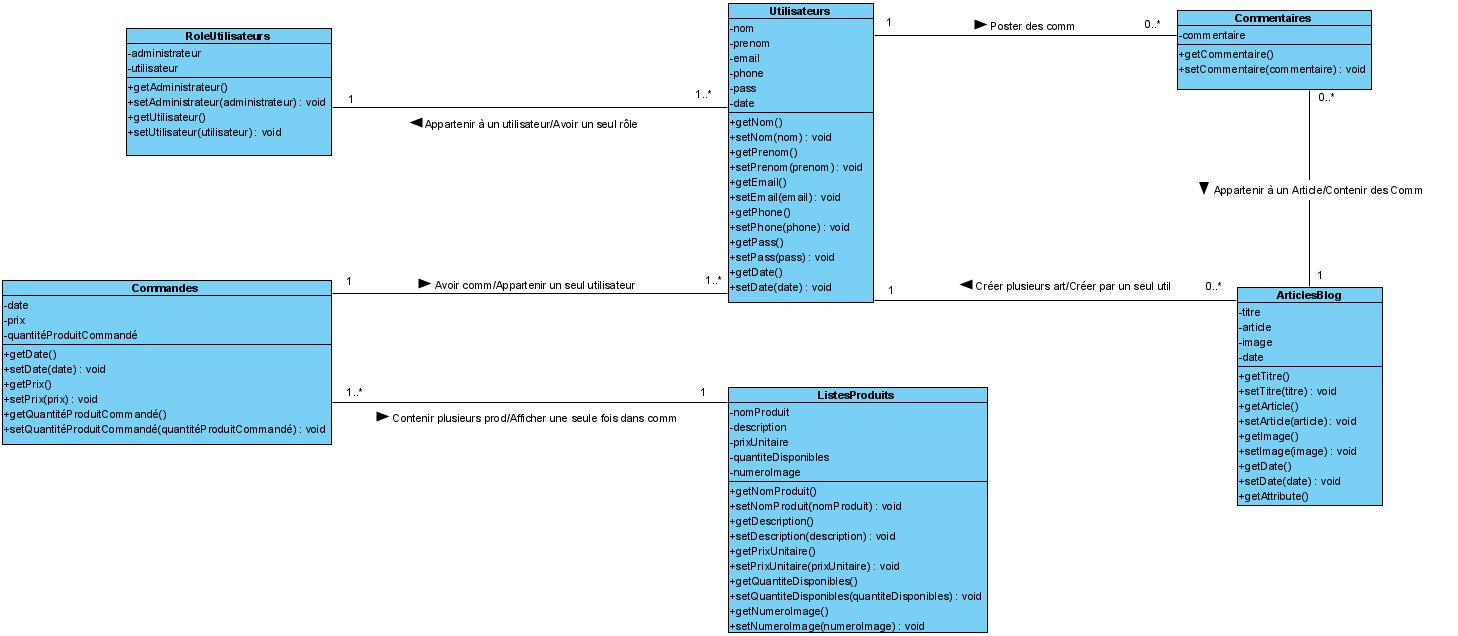 RoleUtilisateurs
-administrateur
-utilisateur
+getAdministrateur()
+setAdministrateur(administrateur) : void
+getUtilisateur()
+setUtilisateur(utilisateur) : void
1
1..*
Appartenir à un utilisateur/Avoir un seul rôle
Utilisateurs
-nom
-prenom
-email
-phone
-pass
-date
+getNom()
+setNom(nom) : void
+getPrenom()
+setPrenom(prenom) : void
+getEmail()
+setEmail(email) : void
+getPhone()
+setPhone(phone) : void
+getPass()
+setPass(pass) : void
+getDate()
+setDate(date) : void
1
Poster des comm
0..*
Commentaires
-commentaire
+getCommentaire()
+setCommentaire(commentaire) : void
0..*
Appartenir à un Article/Contenir des Comm
1
1
Créer plusieurs art/Créer par un seul util
0..*
ArticlesBlog
-titre
-article
-image
-date
+getTitre()
+setTitre(titre) : void
+getArticle()
+setArticle(article) : void
+getImage()
+setImage(image) : void
+getDate()
+setDate(date) : void
+getAttribute()
Commandes
-date
-prix
-quantitéProduitCommandé
+getDate()
+setDate(date) : void
+getPrix()
+setPrix(prix) : void
+getQuantitéProduitCommandé()
+setQuantitéProduitCommandé(quantitéProduitCommandé) : void
1
Avoir comm/Appartenir un seul utilisateur
1..*
1..*
1
Contenir plusieurs prod/Afficher une seule fois dans comm
ListesProduits
-nomProduit
-description
-prixUnitaire
-quantiteDisponibles
-numeroImage
+getNomProduit()
+setNomProduit(nomProduit) : void
+getDescription()
+setDescription(description) : void
+getPrixUnitaire()
+setPrixUnitaire(prixUnitaire) : void
+getQuantiteDisponibles()
+setQuantiteDisponibles(quantiteDisponibles) : void
+getNumeroImage()
+setNumeroImage(numeroImage) : void